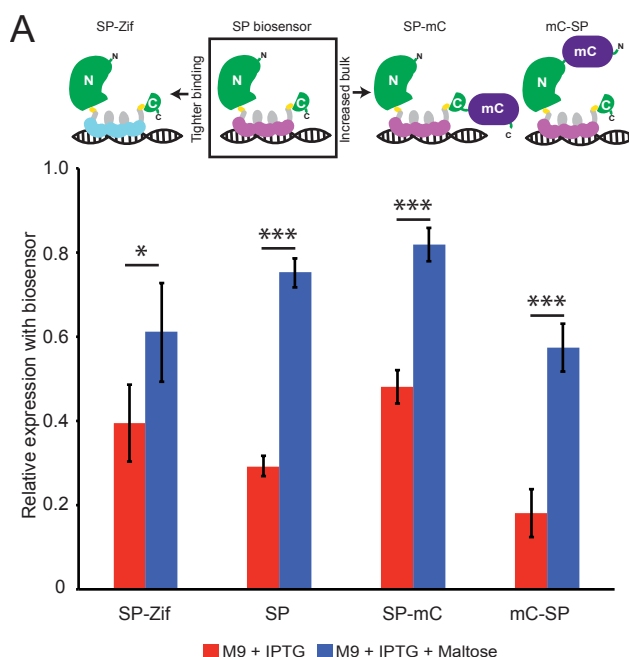 A
SP-Zif
SP biosensor
SP-mC
mC-SP
N
N
C
C
Tighter binding
N
N
C
C
Increased bulk
N
N
C
mC
C
N
mC
N
C
C
Relative expression with biosensor
1.0
0.8
0.6
0.4
0.2
0
*
***
***
***
SP-Zif
SP
SP-mC
mC-SP
M9 + IPTG
M9 + IPTG + Maltose